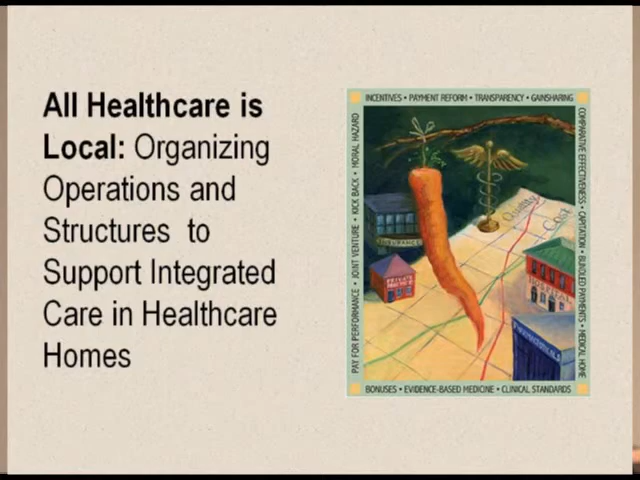 All Healthcare is
Local: Organizing
Operations and
Structures to
Support Integrated
Care in Healthcare
Homes
INCENTIVES • PAYMENT REFORM • TRANSPARENCY • GAINSHARING
COMPARATIVE EFFECTIVENESS • CAPITATION • BUNDLED PAYMENTS • MEDICAL HOME
PAY FOR PERFORMANCE • JOINT VENTURE • KICK BACK • MORAL HAZARD
Quality
Cost
INSURANCE
PRIVATE
HOSPITAL
PHARMACEUTICALS
BONUSES • EVIDENCE-BASED MEDICINE • CLINICAL STANDARDS